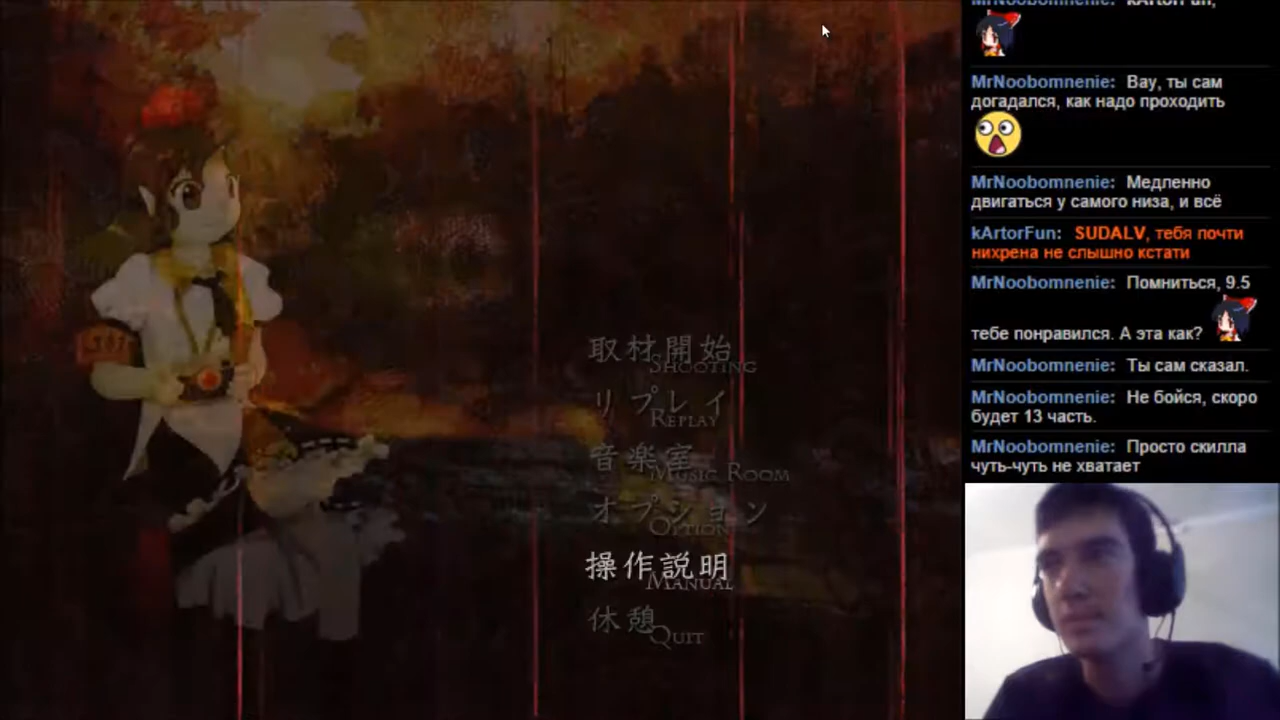 MrNoobomnenie: kArtorFun,
MrNoobomnenie: Вау, ты сам
догадался, как надо проходить
MrNoobomnenie: Медленно
двигаться у самого низа, и всё
kArtorFun: SUDALV, тебя почти
нихрена не слышно кстати
MrNoobomnenie: Помниться, 9.5
тебе понравился. А эта как?
MrNoobomnenie: Ты сам сказал.
MrNoobomnenie: Не бойся, скоро
будет 13 часть.
MrNoobomnenie: Просто скилла
чуть-чуть не хватает
取材開始
SHOOTING
リプレイ
REPLAY
音楽室
MUSIC ROOM
オプション
OPTION
操作説明
MANUAL
休憩
QUIT